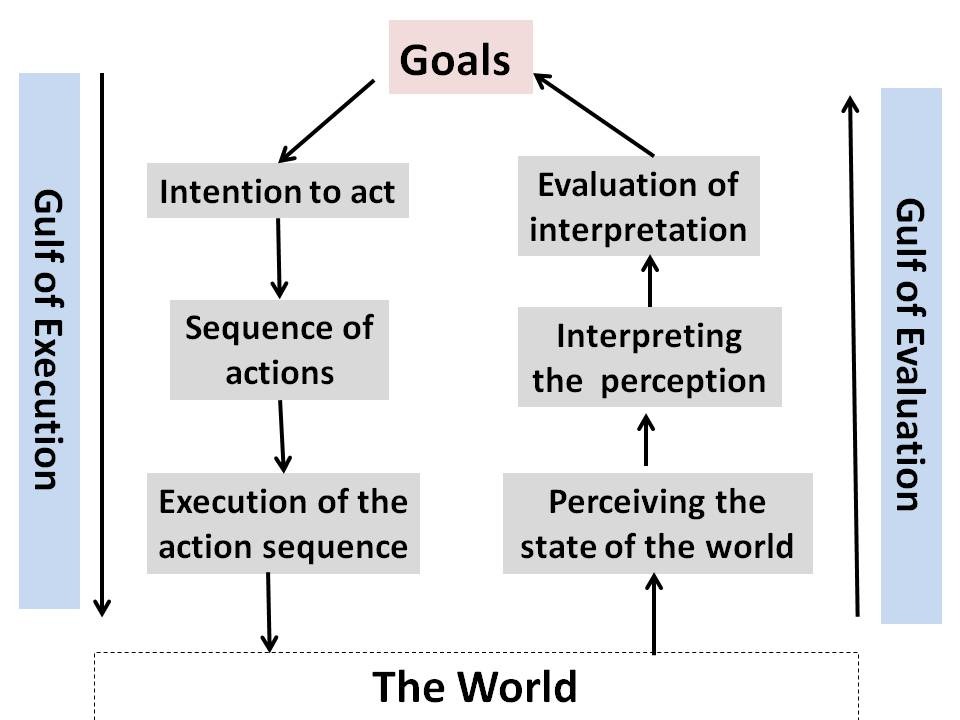 Goals
Gulf of Execution
Intention to act
Sequence of
actions
Execution of the
action sequence
Evaluation of
interpretation
Interpreting
the perception
Perceiving the
state of the world
Gulf of Evaluation
The World